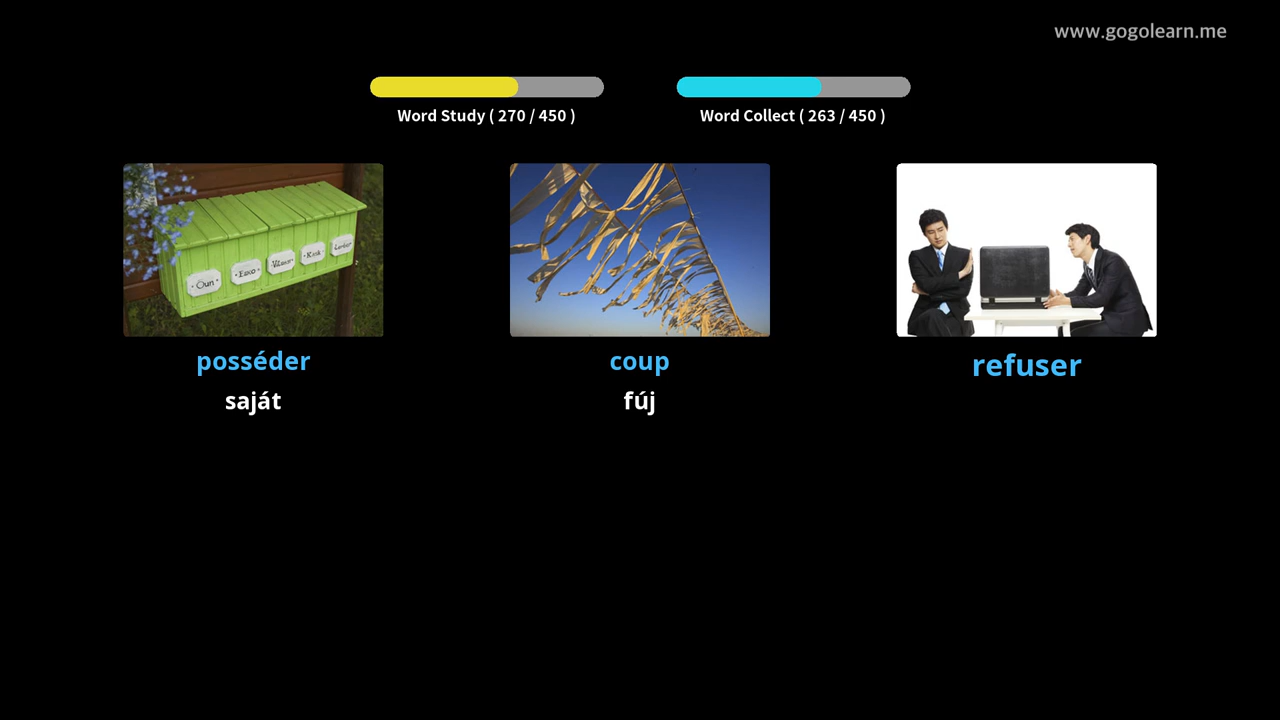 www.gogolearn.me
Word Study ( 270 / 450 )
Word Collect ( 263 / 450 )
posséder
coup
refuser
saját
fúj